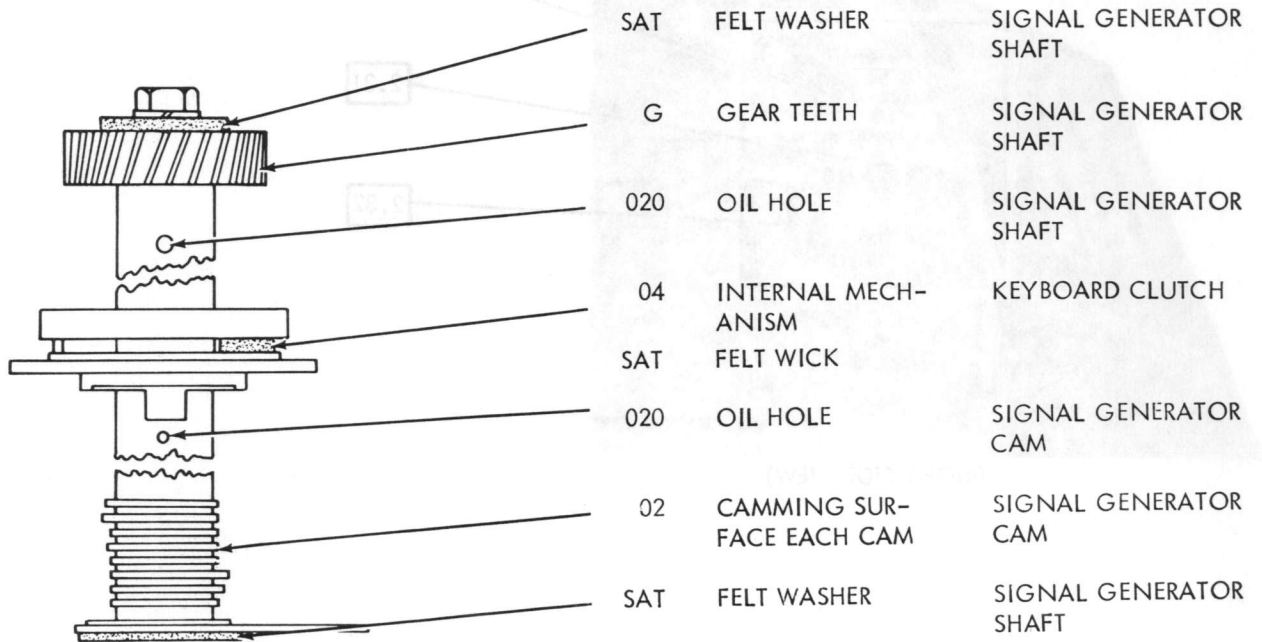 SAT FELT WASHER SIGNAL GENERATOR
SHAFT
G GEAR TEETH SIGNAL GENERATOR
SHAFT
020 OIL HOLE SIGNAL GENERATOR
SHAFT
04 INTERNAL MECH- KEYBOARD CLUTCH
ANISM
SAT FELT WICK
020 OIL HOLE SIGNAL GENERATOR
CAM
02 CAMMING SUR- SIGNAL GENERATOR
FACE EACH CAM CAM
SAT FELT WASHER SIGNAL GENERATOR
SHAFT